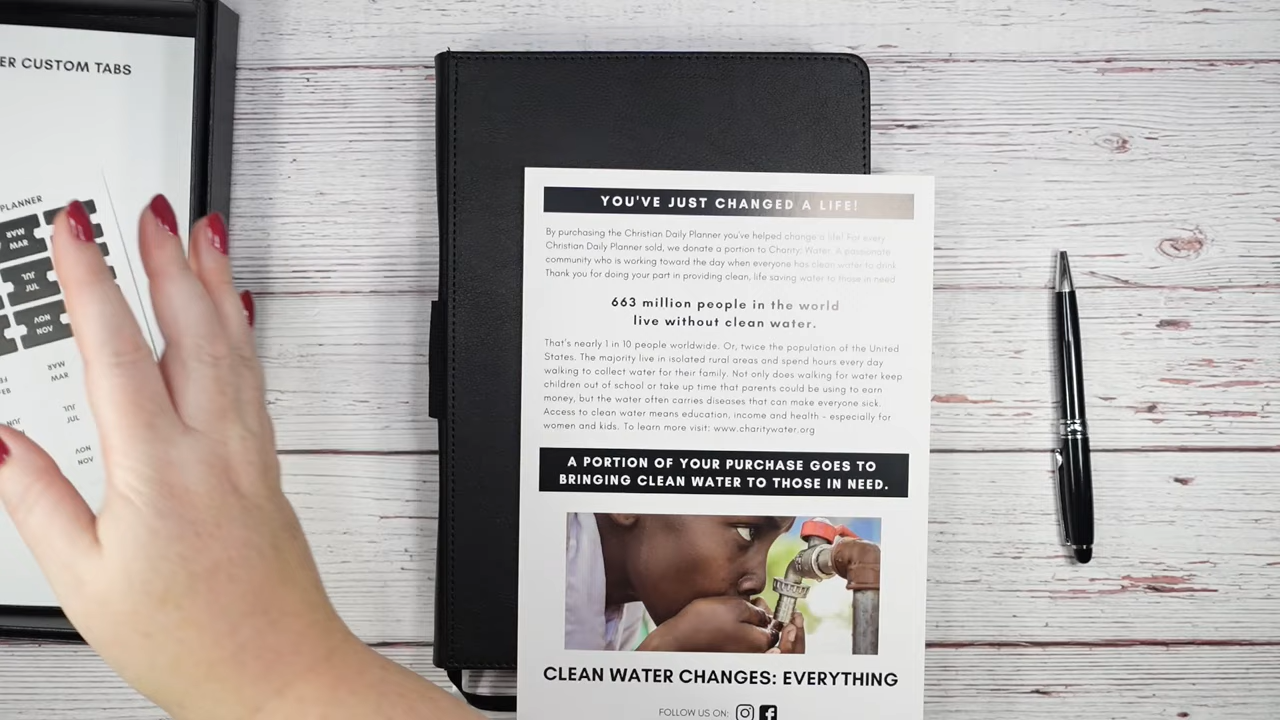 ER CUSTOM TABS
PLANNER
MAR
MAR
JUL
JUL
NOV
NOV
MAR
FEB
MAR
JUL
JUL
NOV
NOV
YOU'VE JUST CHANGED A LIFE!
By purchasing the Christian Daily Planner you've helped change a life! For every
Christian Daily Planner sold, we donate a portion to Charity: Water. A passionate
community who is working toward the day when everyone has clean water to drink.
Thank you for doing your part in providing clean, life saving water to those in need.
663 million people in the world
live without clean water.
That's nearly 1 in 10 people worldwide. Or, twice the population of the United
States. The majority live in isolated rural areas and spend hours every day
walking to collect water for their family. Not only does walking for water keep
children out of school or take up time that parents could be using to earn
money, but the water often carries diseases that can make everyone sick.
Access to clean water means education, income and health - especially for
women and kids. To learn more visit: www.charitywater.org
A PORTION OF YOUR PURCHASE GOES TO
BRINGING CLEAN WATER TO THOSE IN NEED.
CLEAN WATER CHANGES: EVERYTHING
FOLLOW US ON: